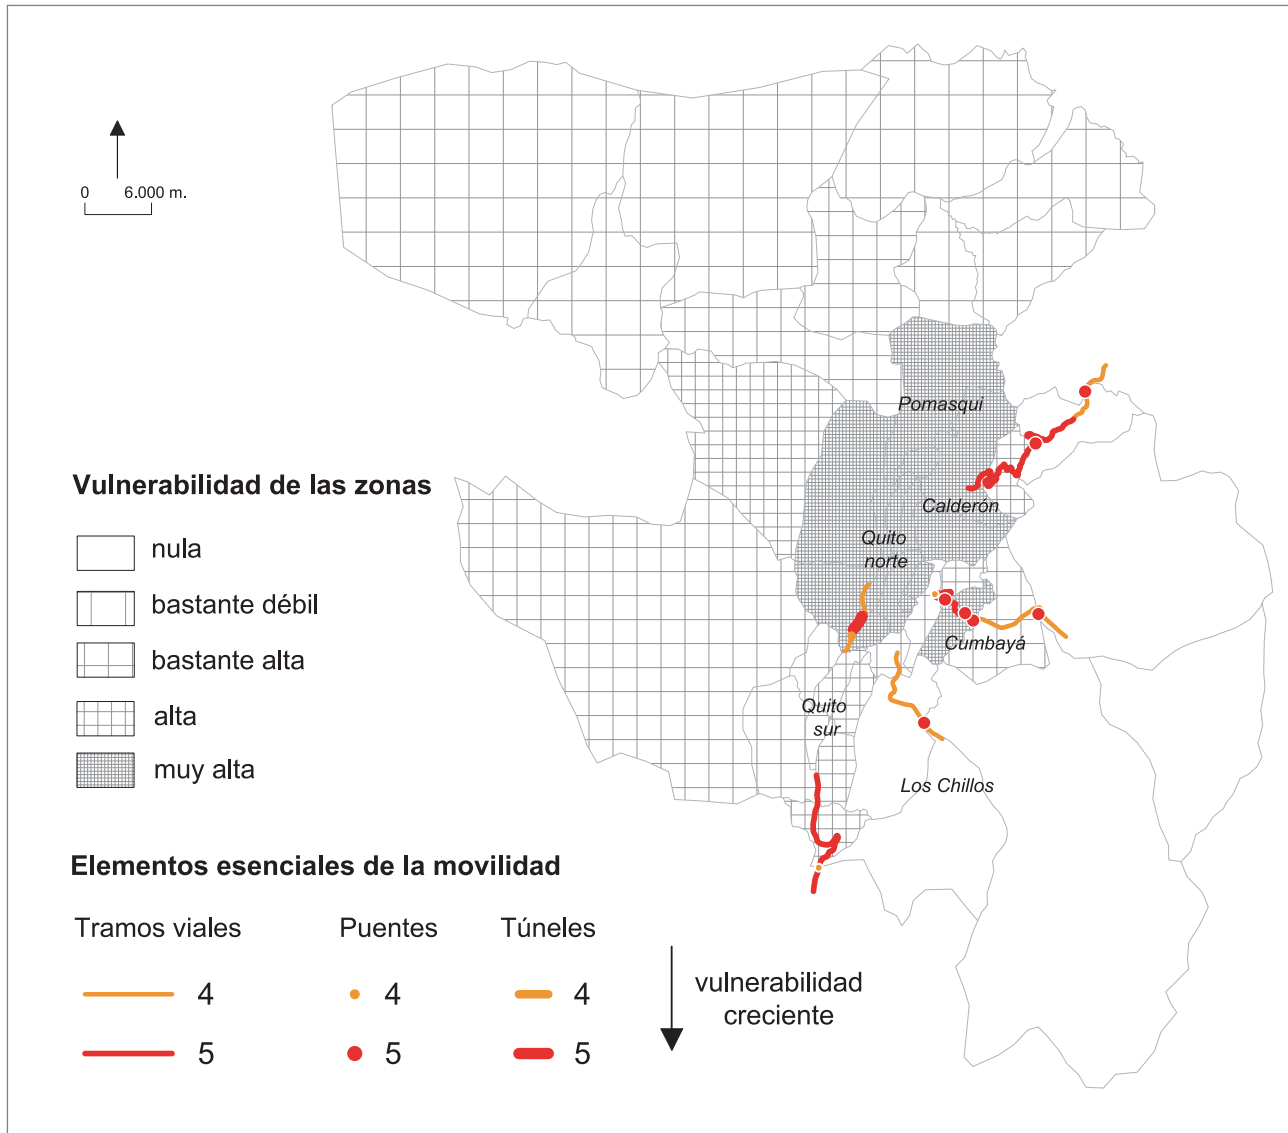 0 6.000 m.
Pomasqui
Calderón
Quito
norte
Cumbayá
Quito
sur
Los Chillos
Vulnerabilidad de las zonas
nula
bastante débil
bastante alta
alta
muy alta
Elementos esenciales de la movilidad
Tramos viales Puentes Túneles
4 4 4
5 5 5
vulnerabilidad
creciente